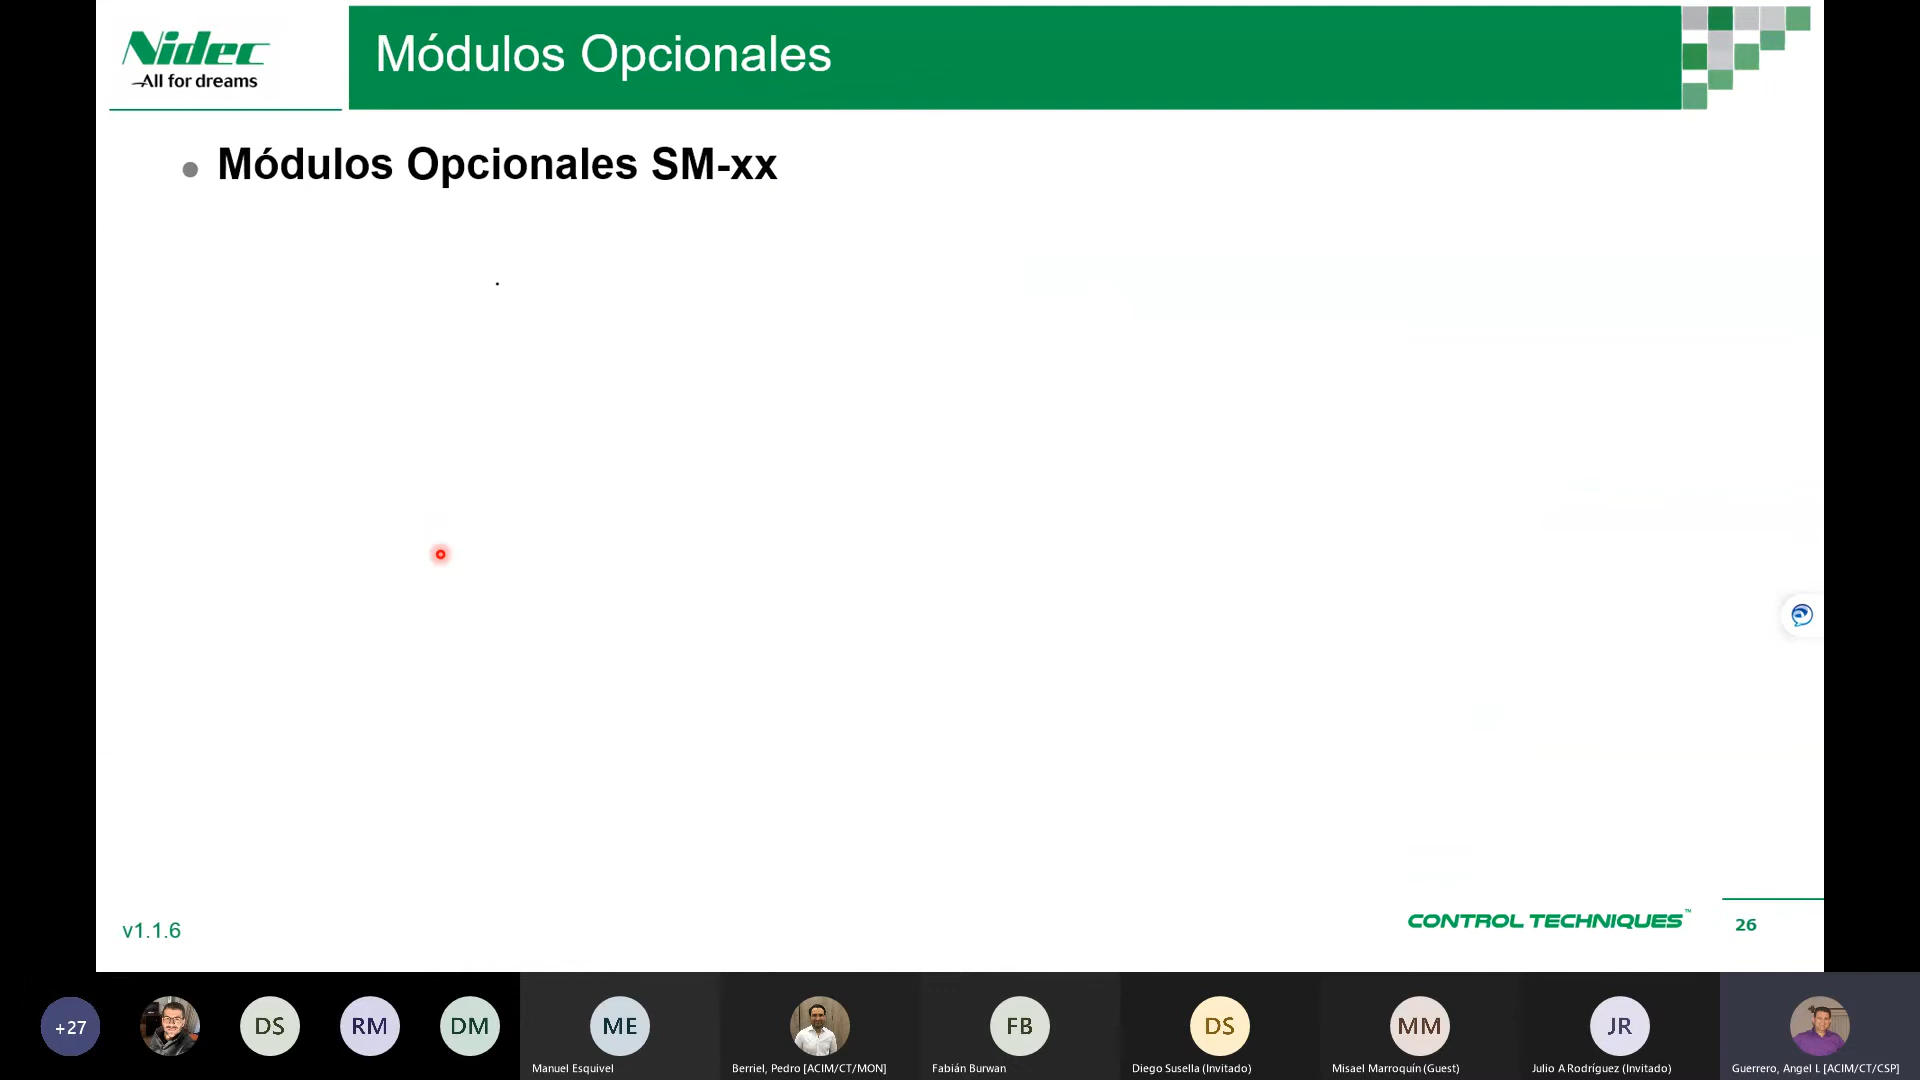 Nidec
All for dreams
Módulos Opcionales
Módulos Opcionales SM-xx
v1.1.6
CONTROL TECHNIQUES™
26
+27
DS
RM
DM
ME
FB
DS
MM
JR
Manuel Esquivel
Berriel, Pedro [ACIM/CT/MON]
Fabián Burwan
Diego Susella (Invitado)
Misael Marroquín (Guest)
Julio A Rodríguez (Invitado)
Guerrero, Angel L [ACIM/CT/CSP]